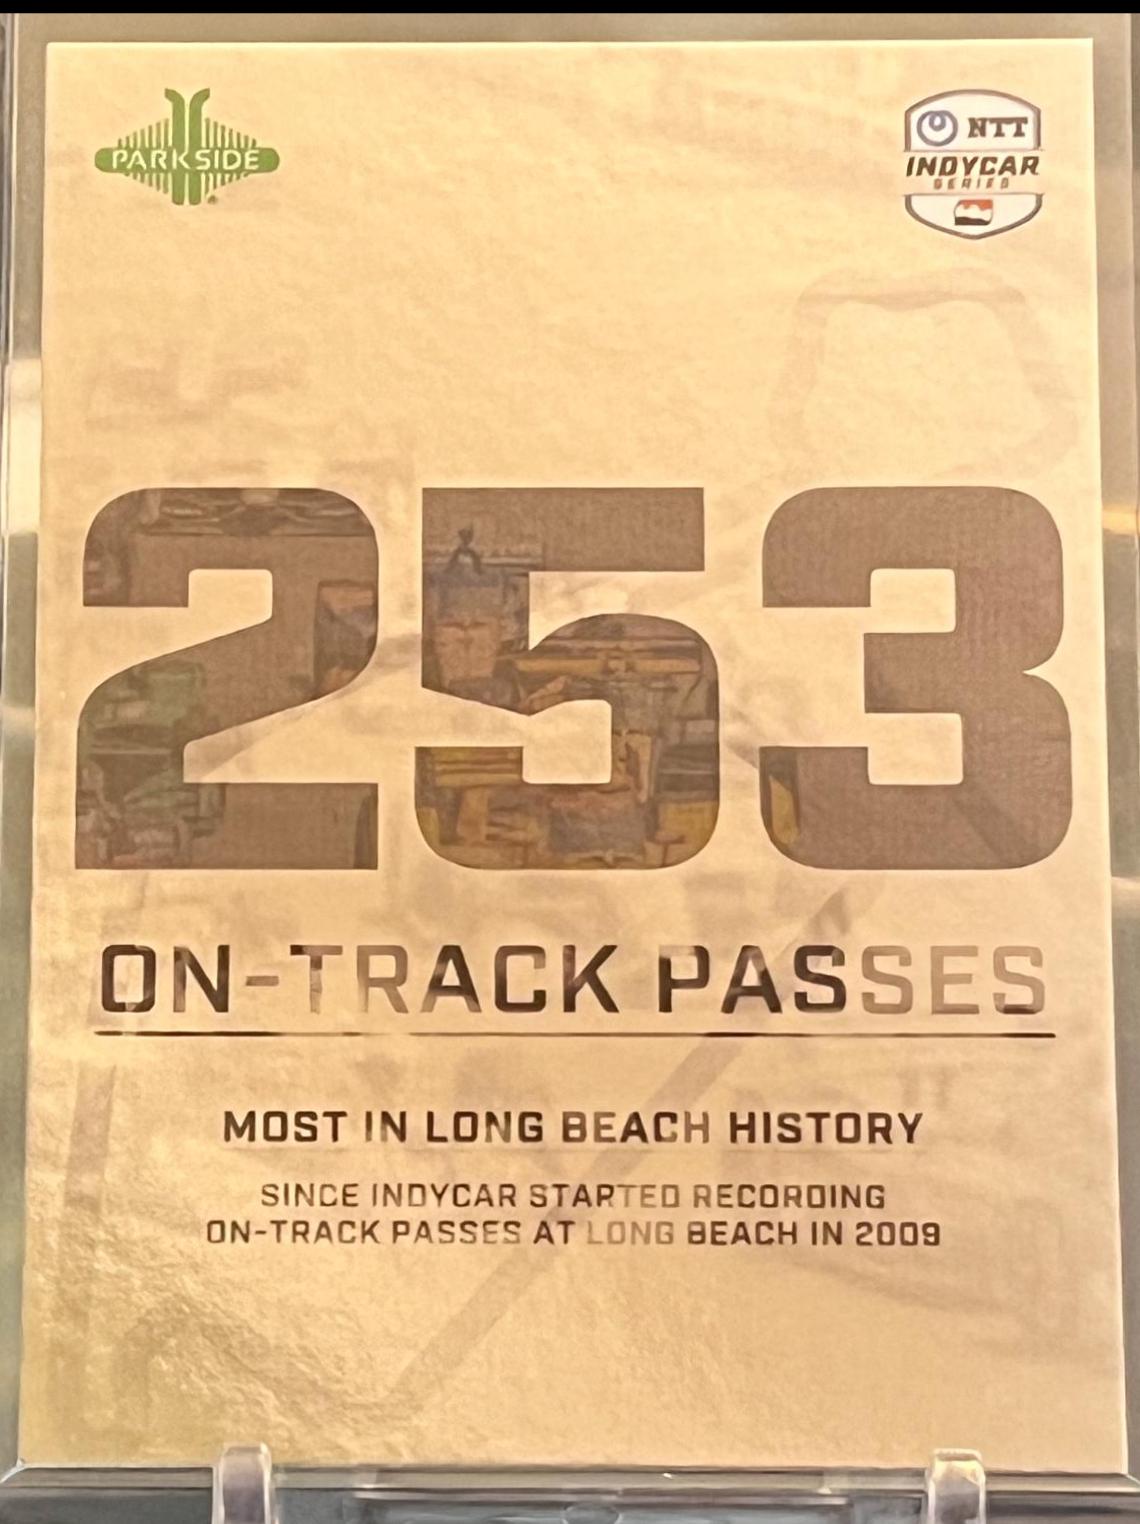 PARKSIDE
NTT
INDYCAR
SERIES
253
ON-TRACK PASSES
MOST IN LONG BEACH HISTORY
SINCE INDYCAR STARTED RECORDING
ON-TRACK PASSES AT LONG BEACH IN 2009